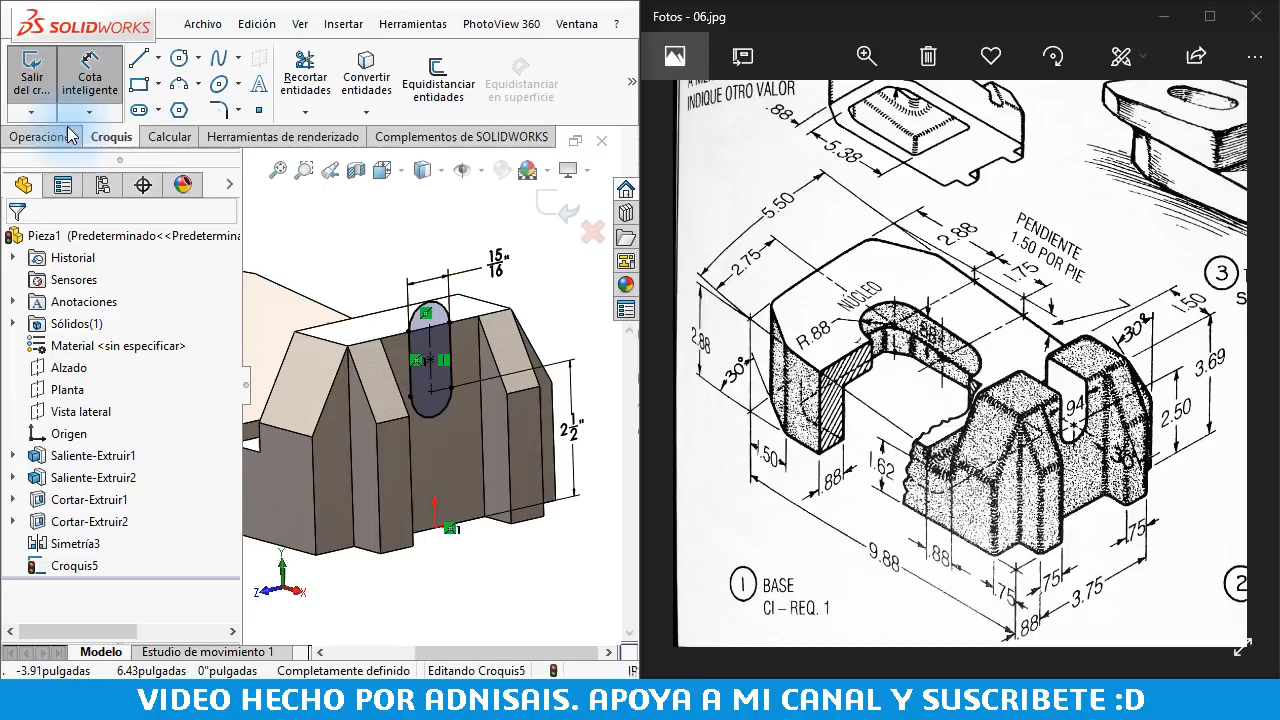 SOLIDWORKS
Archivo Edición Ver Insertar Herramientas PhotoView 360 Ventana ?
Fotos - 06.jpg
Salir del cr...
Cota inteligente
Recortar entidades
Convertir entidades
Equidistanciar entidades
Equidistanciar en superficie
Operacione Croquis Calcular Herramientas de renderizado Complementos de SOLIDWORKS
Pieza1 (Predeterminado<<Predetermina
Historial
Sensores
Anotaciones
Sólidos(1)
Material <sin especificar>
Alzado
Planta
Vista lateral
Origen
Saliente-Extruir1
Saliente-Extruir2
Cortar-Extruir1
Cortar-Extruir2
Simetría3
Croquis5
15/16"
2 1/2"
1
Y
Z
X
Modelo Estudio de movimiento 1
-3.91pulgadas 6.43pulgadas 0"pulgadas Completamente definido Editando Croquis5
INDIQUE OTRO VALOR
.88
5.38
5.50
2.75
2.88
PENDIENTE
1.50 POR PIE
1.75
3
NÚCLEO
.88
R.88
2.88
30°
.50
30°
3.69
.94
2.50
1.50
.88
1.62
.75
9.88
.88
.75
.75
3.75
.88
1 BASE
CI – REQ. 1
2
VIDEO HECHO POR ADNISAIS. APOYA A MI CANAL Y SUSCRIBETE :D